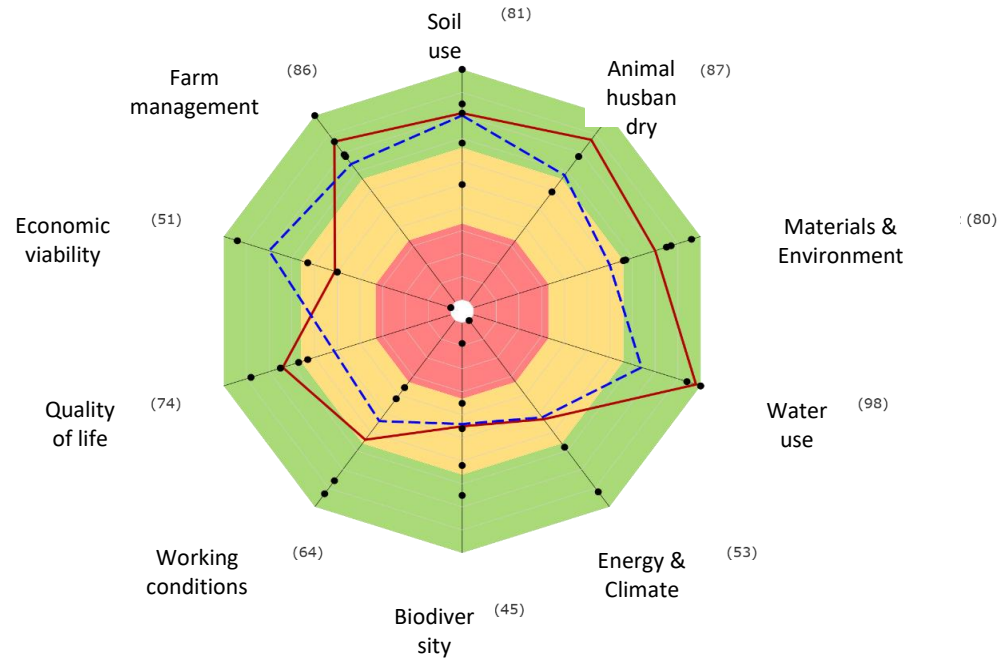 Soil
use
(81)
Animal
husban
dry
(87)
Materials &
Environment
: (80)
Water
use
(98)
Energy &
Climate
(53)
Biodiver
sity
(45)
Working
conditions
(64)
Quality
of life
(74)
Economic
viability
(51)
Farm
management
(86)